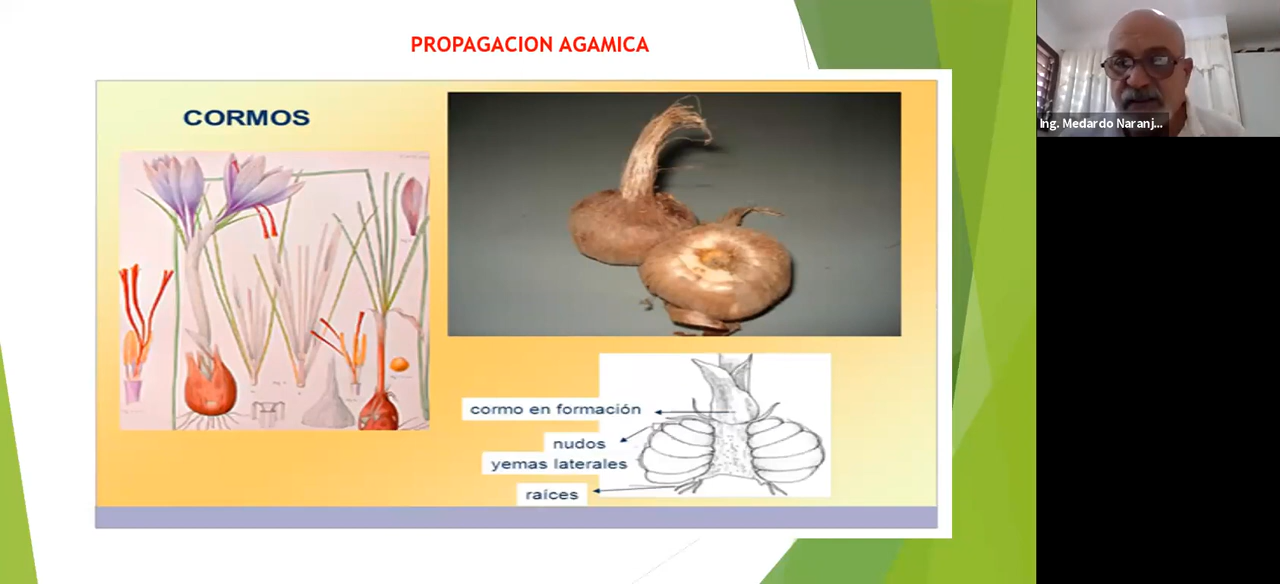 PROPAGACION AGAMICA
CORMOS
cormo en formación
nudos
yemas laterales
raíces
Ing. Medardo Naranj...